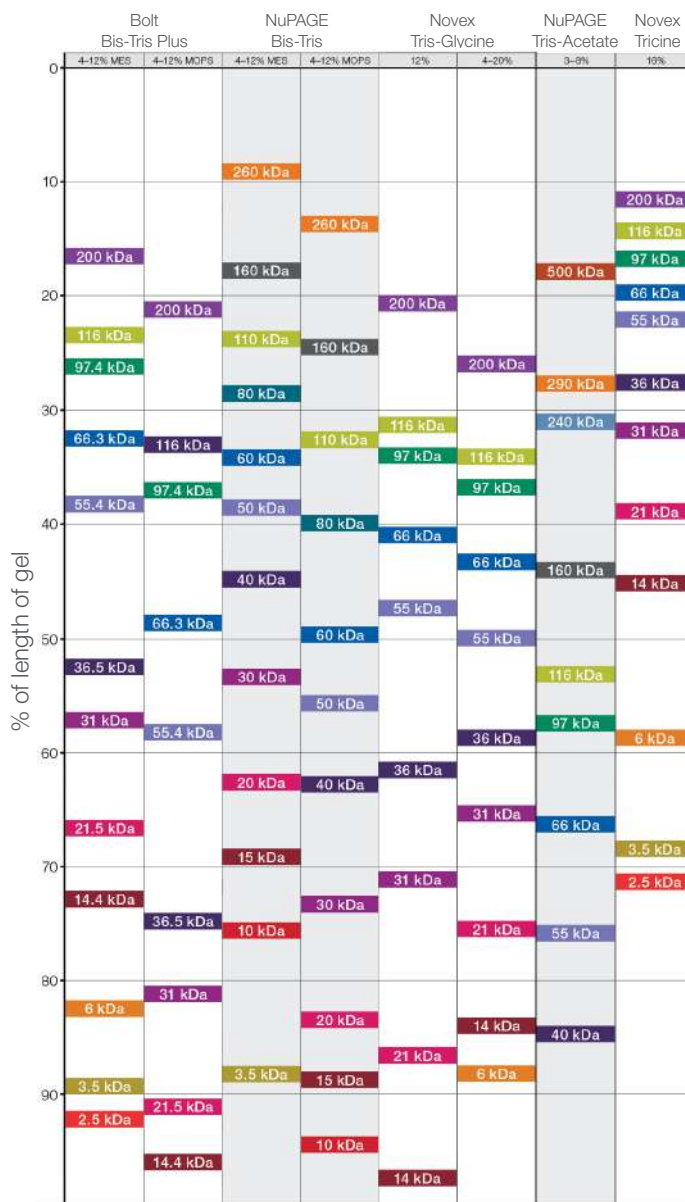 Bolt NuPAGE Novex NuPAGE Novex
Bis-Tris Plus Bis-Tris Tris-Glycine Tris-Acetate Tricine
4–12% MES 4–12% MOPS 4–12% MES 4–12% MOPS 12% 4–20% 3–8% 16%
0
260 kDa
10
200 kDa
260 kDa
116 kDa
200 kDa 97 kDa
160 kDa 500 kDa
66 kDa
20
200 kDa 200 kDa
55 kDa
116 kDa 110 kDa
160 kDa
97.4 kDa 200 kDa
290 kDa 36 kDa
80 kDa
30
240 kDa
116 kDa 31 kDa
66.3 kDa 116 kDa 110 kDa
60 kDa 97 kDa 116 kDa
97.4 kDa 97 kDa
55.4 kDa 50 kDa
21 kDa
40
80 kDa
66 kDa
66 kDa
160 kDa
40 kDa 14 kDa
55 kDa
66.3 kDa
60 kDa 55 kDa
50
36.5 kDa
30 kDa 116 kDa
50 kDa
31 kDa 97 kDa
55.4 kDa
36 kDa 6 kDa
60
36 kDa
20 kDa 40 kDa
31 kDa
21.5 kDa 66 kDa
3.5 kDa
15 kDa
70
31 kDa 2.5 kDa
14.4 kDa
30 kDa
36.5 kDa
10 kDa 21 kDa 55 kDa
80
31 kDa
6 kDa
20 kDa
14 kDa
40 kDa
21 kDa
3.5 kDa 6 kDa
15 kDa
3.5 kDa
90
21.5 kDa
2.5 kDa
10 kDa
14.4 kDa
14 kDa
% of length of gel